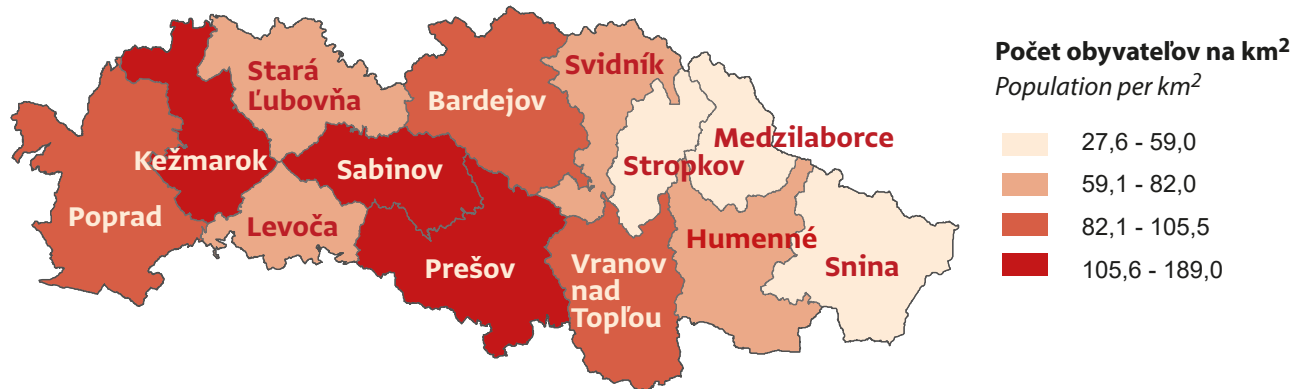 Stará
Ľubovňa
Svidník
Bardejov
Medzilaborce
Stropkov
Kežmarok
Sabinov
Poprad
Levoča
Humenné
Prešov
Vranov
nad
Topľou
Snina
Počet obyvateľov na km²
Population per km²
27,6 - 59,0
59,1 - 82,0
82,1 - 105,5
105,6 - 189,0